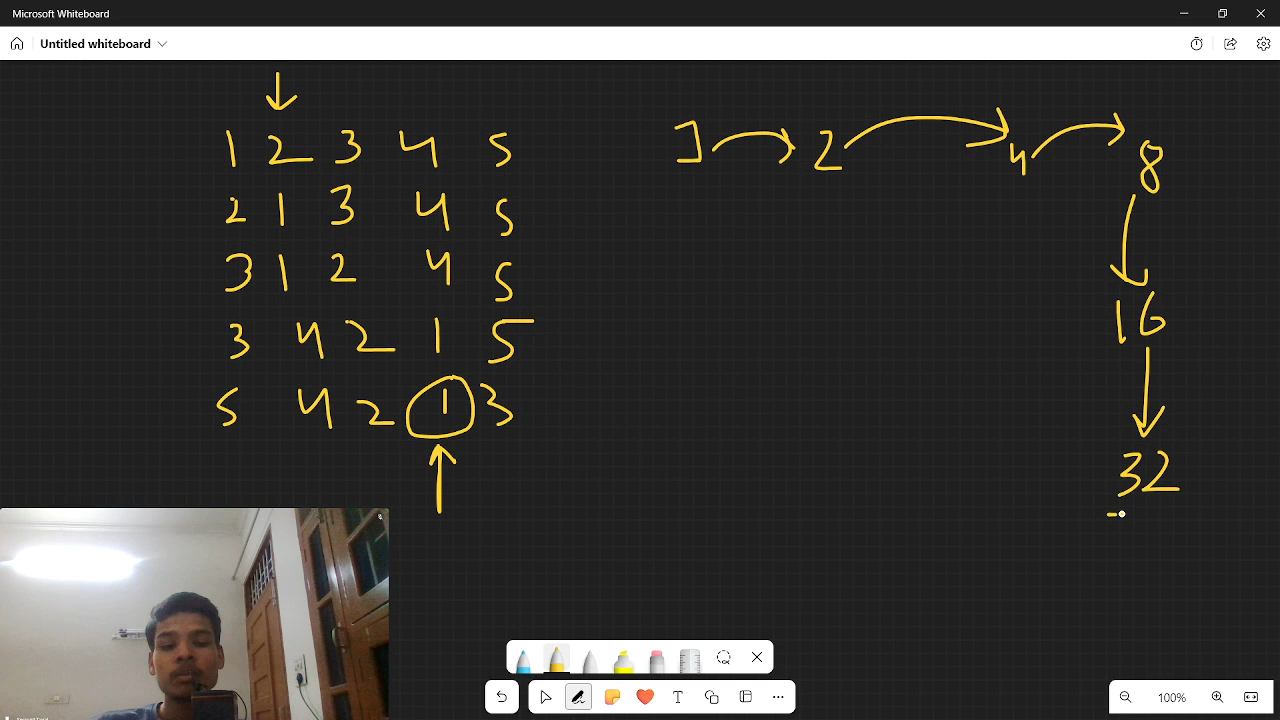 Microsoft Whiteboard
Untitled whiteboard
1 2 3 4 5
2 1 3 4 5
3 1 2 4 5
3 4 2 1 5
5 4 2 1 3
1 2 4 8
16
32
100%